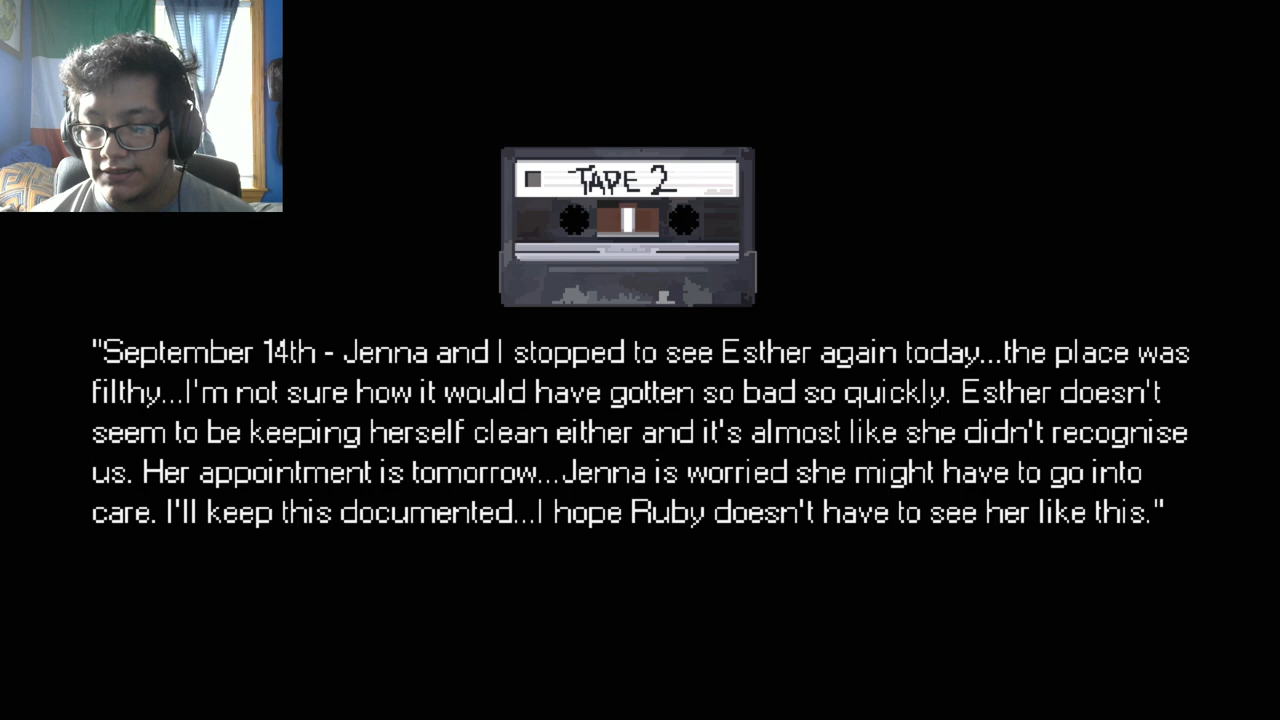 TAPE 2
"September 14th - Jenna and I stopped to see Esther again today...the place was
filthy...I'm not sure how it would have gotten so bad so quickly. Esther doesn't
seem to be keeping herself clean either and it's almost like she didn't recognise
us. Her appointment is tomorrow...Jenna is worried she might have to go into
care. I'll keep this documented...I hope Ruby doesn't have to see her like this."